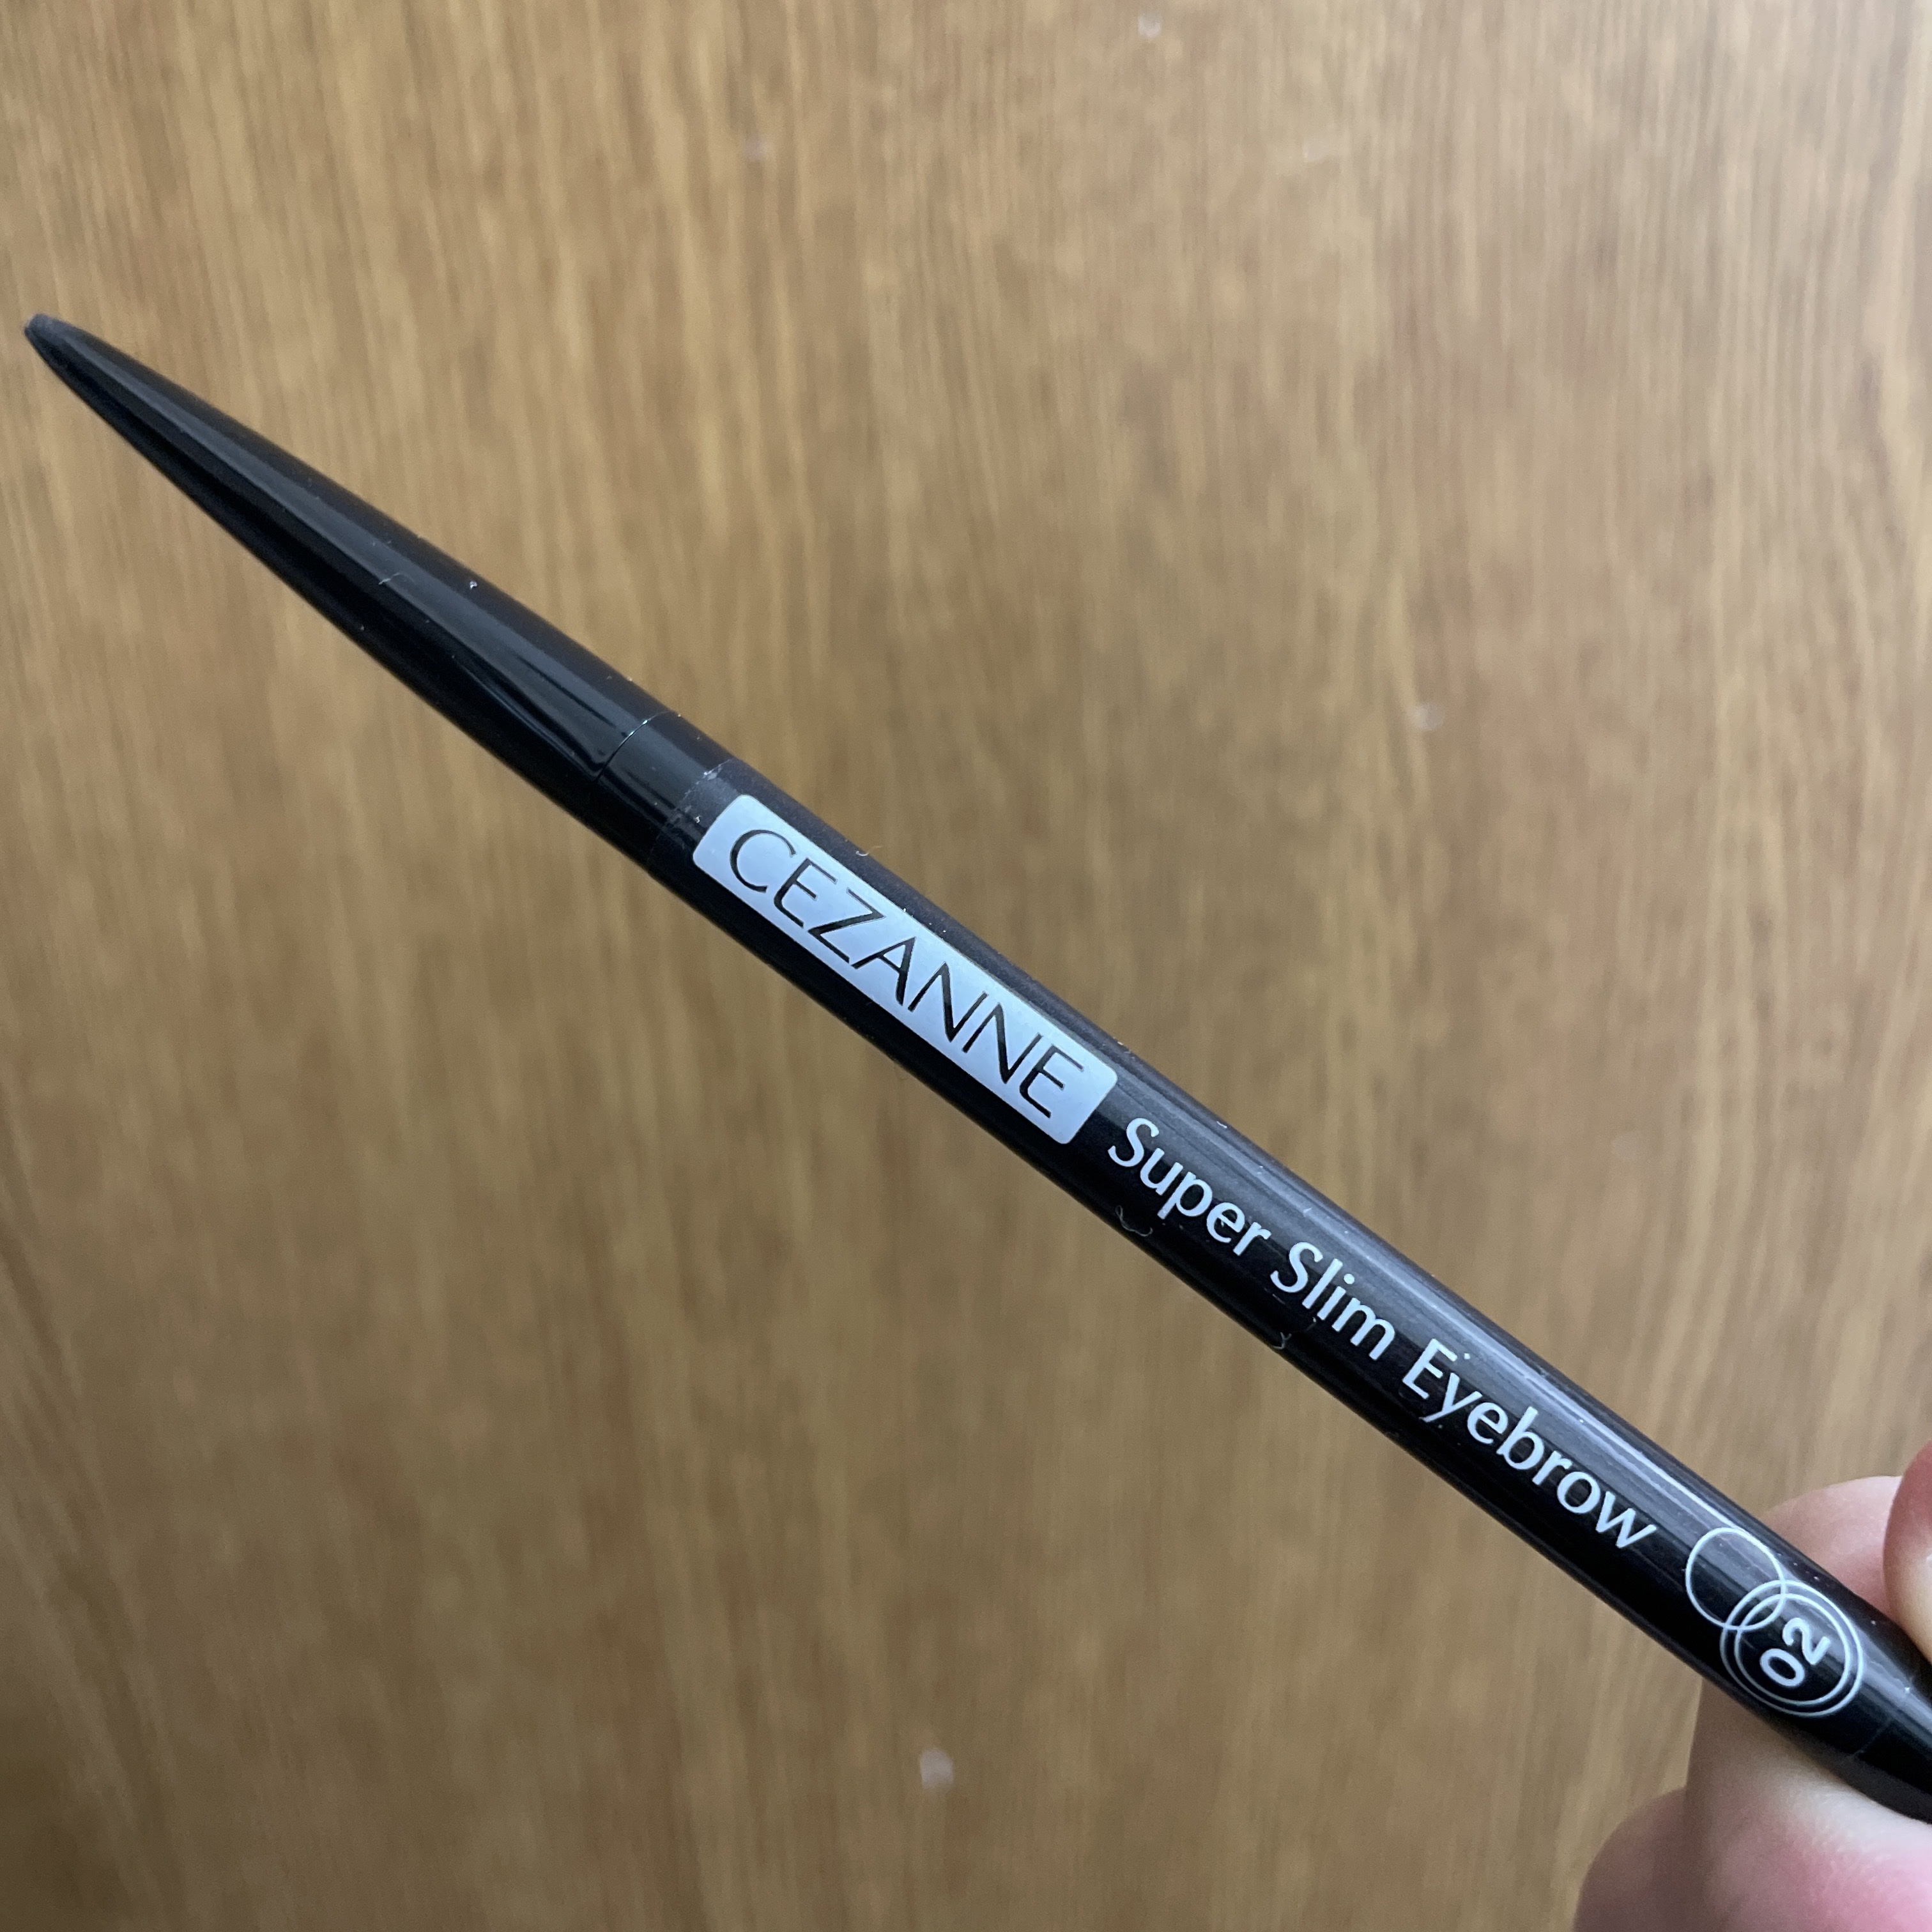 CEZANNE Super Slim Eyebrow 02